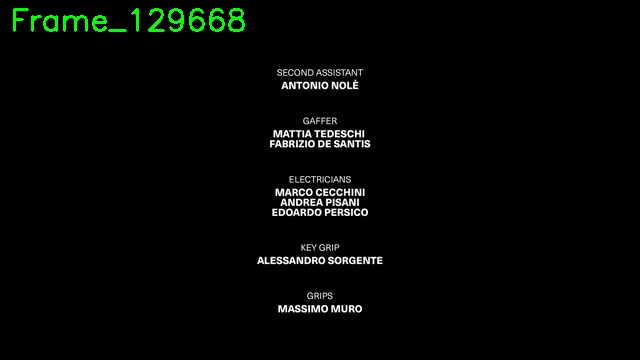 Frame_129668
SECOND ASSISTANT
ANTONIO NOLÈ
GAFFER
MATTIA TEDESCHI
FABRIZIO DE SANTIS
ELECTRICIANS
MARCO CECCHINI
ANDREA PISANI
EDOARDO PERSICO
KEY GRIP
ALESSANDRO SORGENTE
GRIPS
MASSIMO MURO